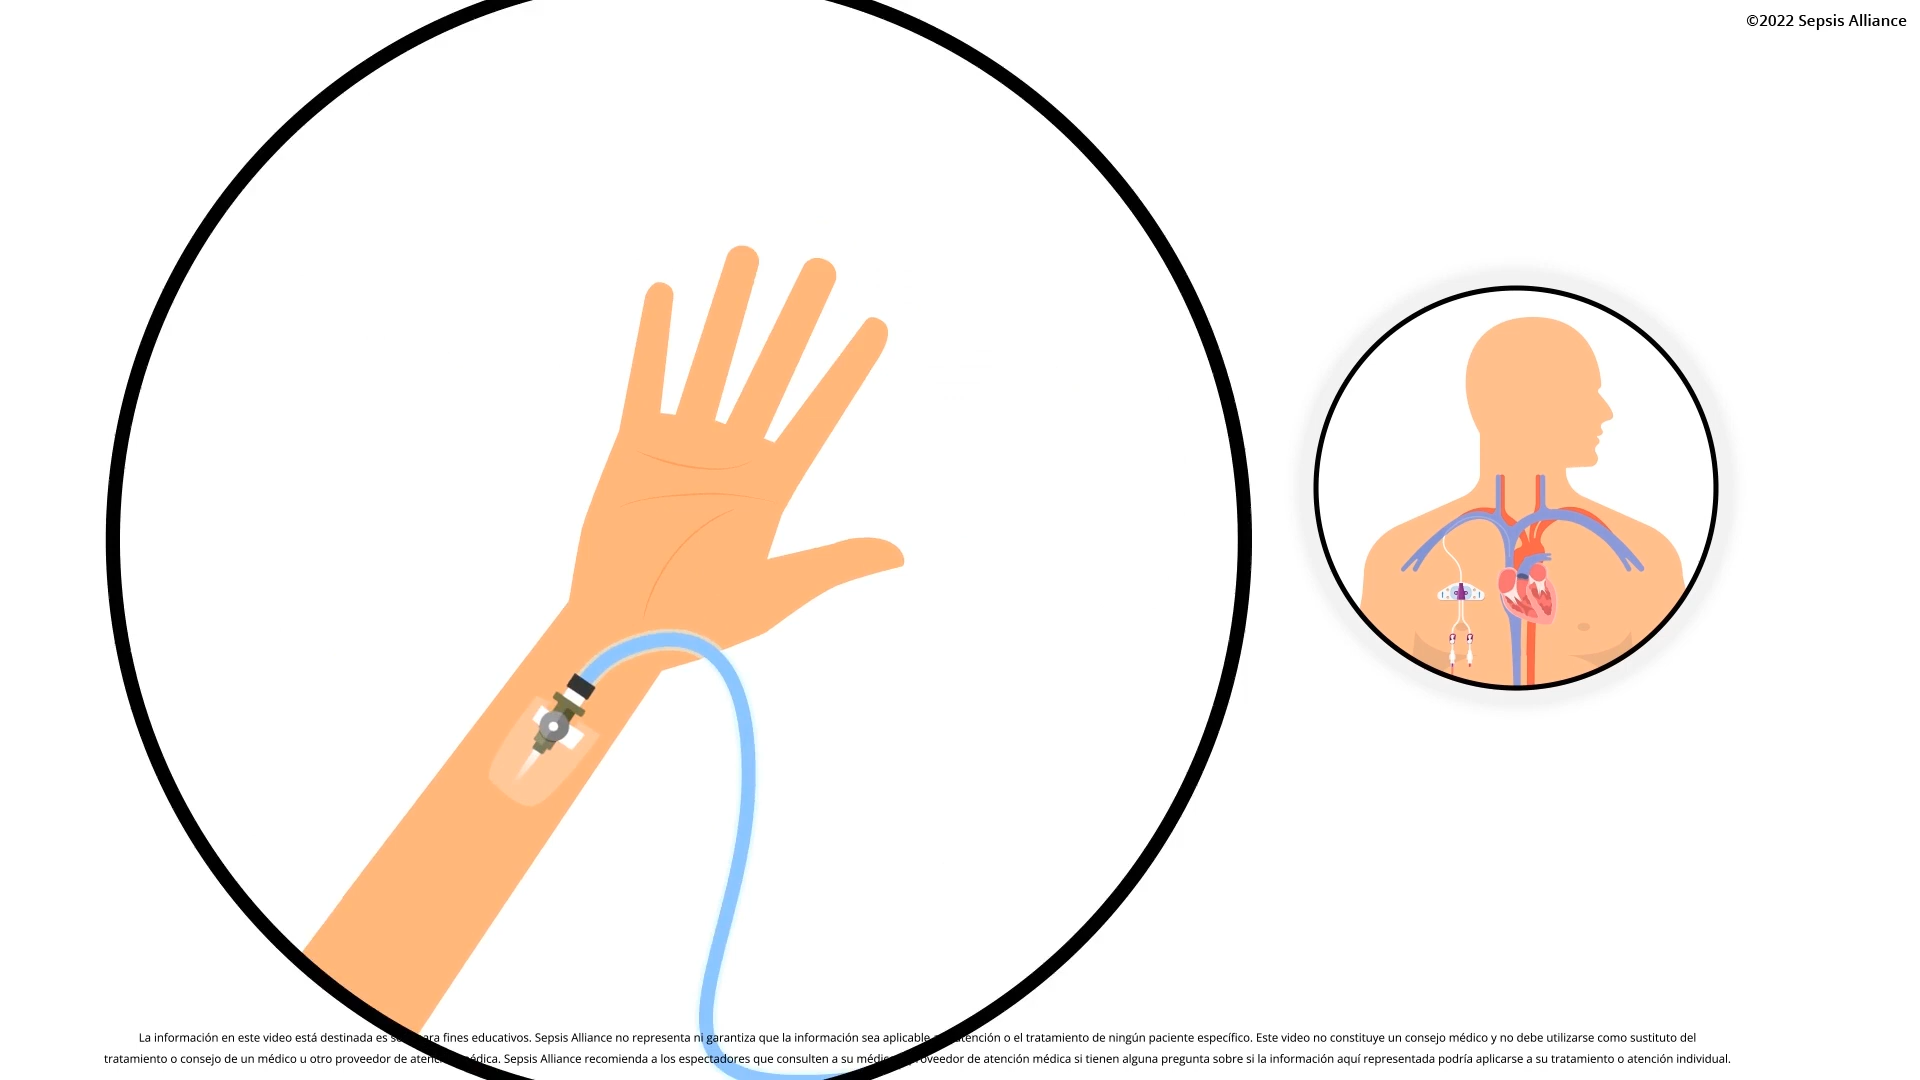 ©2022 Sepsis Alliance
La información en este video está destinada es ara fines educativos. Sepsis Alliance no representa ni garantiza que la información sea aplicable atención o el tratamiento de ningún paciente específico. Este video no constituye un consejo médico y no debe utilizarse como sustituto del
tratamiento o consejo de un médico u otro proveedor de atención médica. Sepsis Alliance recomienda a los espectadores que consulten a su médico proveedor de atención médica si tienen alguna pregunta sobre si la información aquí representada podría aplicarse a su tratamiento o atención individual.